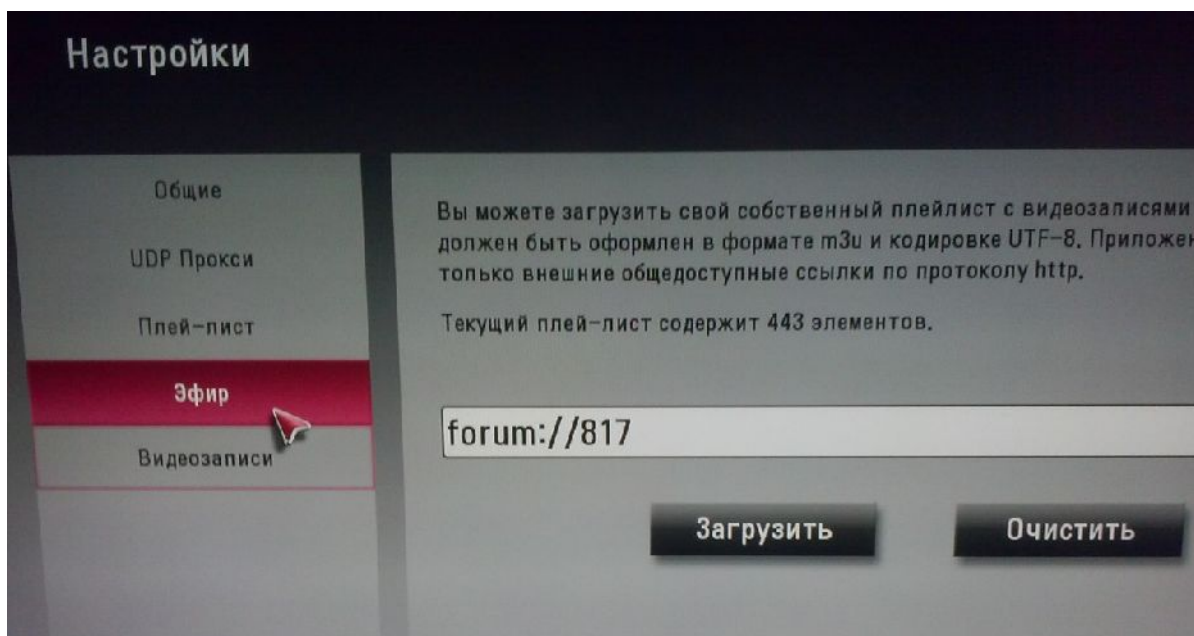 Настройки
Общие
UDP Прокси
Плей-лист
Эфир
Видеозаписи
Вы можете загрузить свой собственный плейлист с видеозаписями
должен быть оформлен в формате m3u и кодировке UTF-8. Приложен
только внешние общедоступные ссылки по протоколу http.
Текущий плей-лист содержит 443 элементов.
forum://817
Загрузить
Очистить